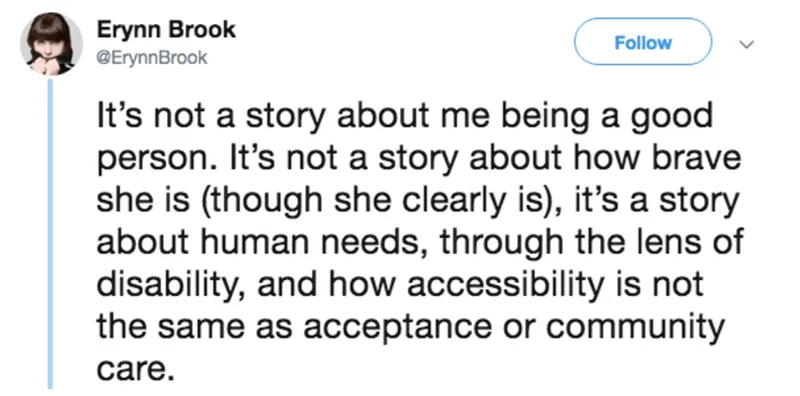 Erynn Brook
@ErynnBrook
Follow
It’s not a story about me being a good
person. It’s not a story about how brave
she is (though she clearly is), it’s a story
about human needs, through the lens of
disability, and how accessibility is not
the same as acceptance or community
care.